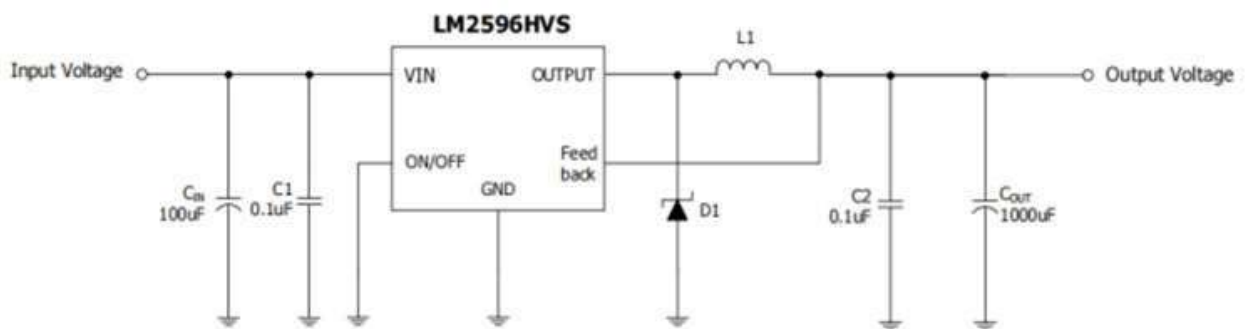 LM2596HVS
L1
Input Voltage
VIN
OUTPUT
Output Voltage
ON/OFF
Feed
back
GND
CIN
100uF
C1
0.1uF
D1
C2
0.1uF
COUT
1000uF